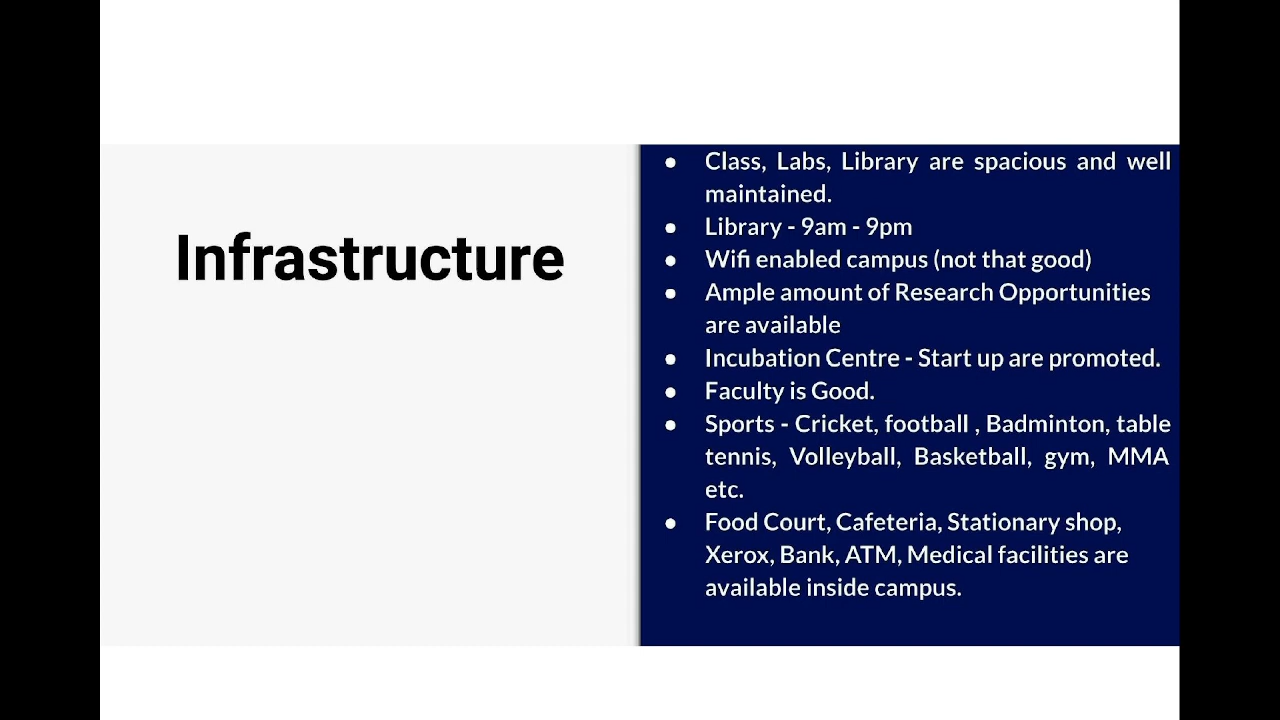 Infrastructure
● Class, Labs, Library are spacious and well
maintained.
● Library - 9am - 9pm
● Wifi enabled campus (not that good)
● Ample amount of Research Opportunities
are available
● Incubation Centre - Start up are promoted.
● Faculty is Good.
● Sports - Cricket, football , Badminton, table
tennis, Volleyball, Basketball, gym, MMA
etc.
● Food Court, Cafeteria, Stationary shop,
Xerox, Bank, ATM, Medical facilities are
available inside campus.